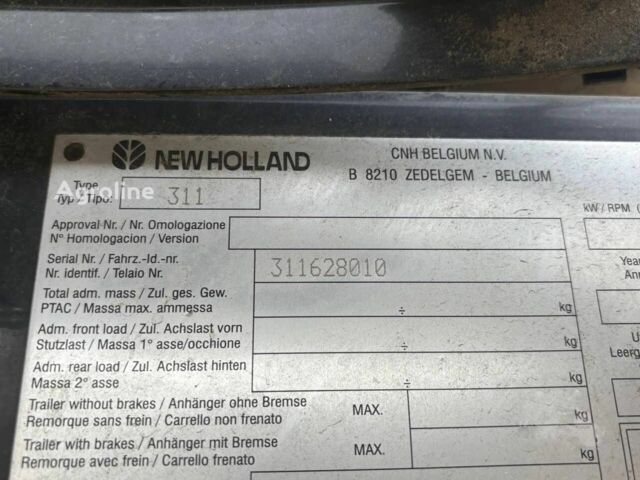 NEW HOLLAND
CNH BELGIUM N.V.
B 8210 ZEDELGEM - BELGIUM
Agroline
Type
Typ / Tipo:
311
kW / RPM. (
Approval Nr. / Nr. Omologazione
N° Homologacion / Version
Serial Nr. / Fahrz.-Id.-nr.
Nr. identif. / Telaio Nr.
311628010
Year
Total adm. mass / Zul. ges. Gew.
PTAC / Massa max. ammessa
÷
kg
Adm. front load / Zul. Achslast vorn
Stutzlast / Massa 1° asse/occhione
÷
kg
Leerg
Adm. rear load / Zul. Achslast hinten
Massa 2° asse
÷
kg
Trailer without brakes / Anhänger ohne Bremse
Remorque sans frein / Carrello non frenato
MAX.
kg
Trailer with brakes / Anhänger mit Bremse
Remorque avec frein / Carrello frenato
MAX.
kg